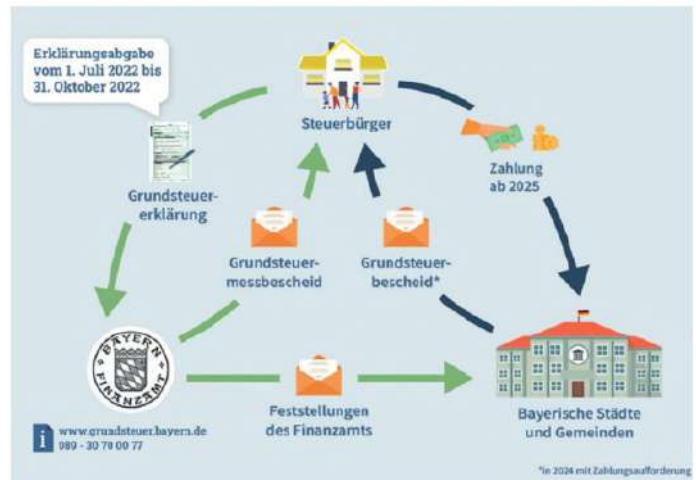 Erklärungsabgabe
vom 1. Juli 2022 bis
31. Oktober 2022
Steuerbürger
Zahlung
ab 2025
Grundsteuer-
erklärung
Grundsteuer-
messbescheid
Grundsteuer-
bescheid*
BAYERN
FINANZAMT
Feststellungen
des Finanzamts
Bayerische Städte
und Gemeinden
i
www.grundsteuer.bayern.de
089 - 30 70 00 77
*in 2024 mit Zahlungsaufforderung